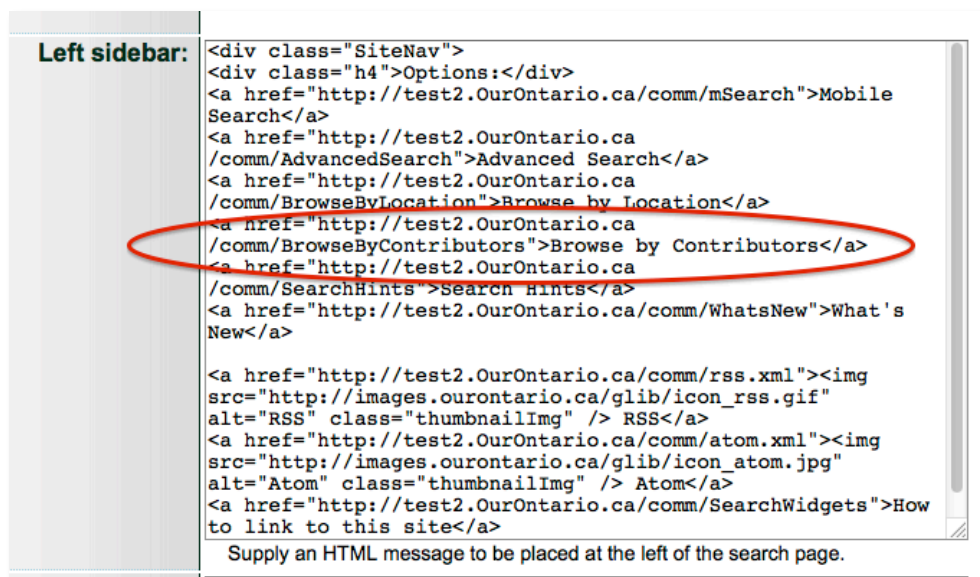 Left sidebar:
<div class="SiteNav">
<div class="h4">Options:</div>
<a href="http://test2.OurOntario.ca/comm/mSearch">Mobile
Search</a>
<a href="http://test2.OurOntario.ca
/comm/AdvancedSearch">Advanced Search</a>
<a href="http://test2.OurOntario.ca
/comm/BrowseByLocation">Browse by Location</a>
<a href="http://test2.OurOntario.ca
/comm/BrowseByContributors">Browse by Contributors</a>
<a href="http://test2.OurOntario.ca
/comm/SearchHints">Search Hints</a>
<a href="http://test2.OurOntario.ca/comm/WhatsNew">What's
New</a>
<a href="http://test2.OurOntario.ca/comm/rss.xml"><img
src="http://images.ourontario.ca/glib/icon_rss.gif"
alt="RSS" class="thumbnailImg" /> RSS</a>
<a href="http://test2.OurOntario.ca/comm/atom.xml"><img
src="http://images.ourontario.ca/glib/icon_atom.jpg"
alt="Atom" class="thumbnailImg" /> Atom</a>
<a href="http://test2.OurOntario.ca/comm/SearchWidgets">How
to link to this site</a>
Supply an HTML message to be placed at the left of the search page.